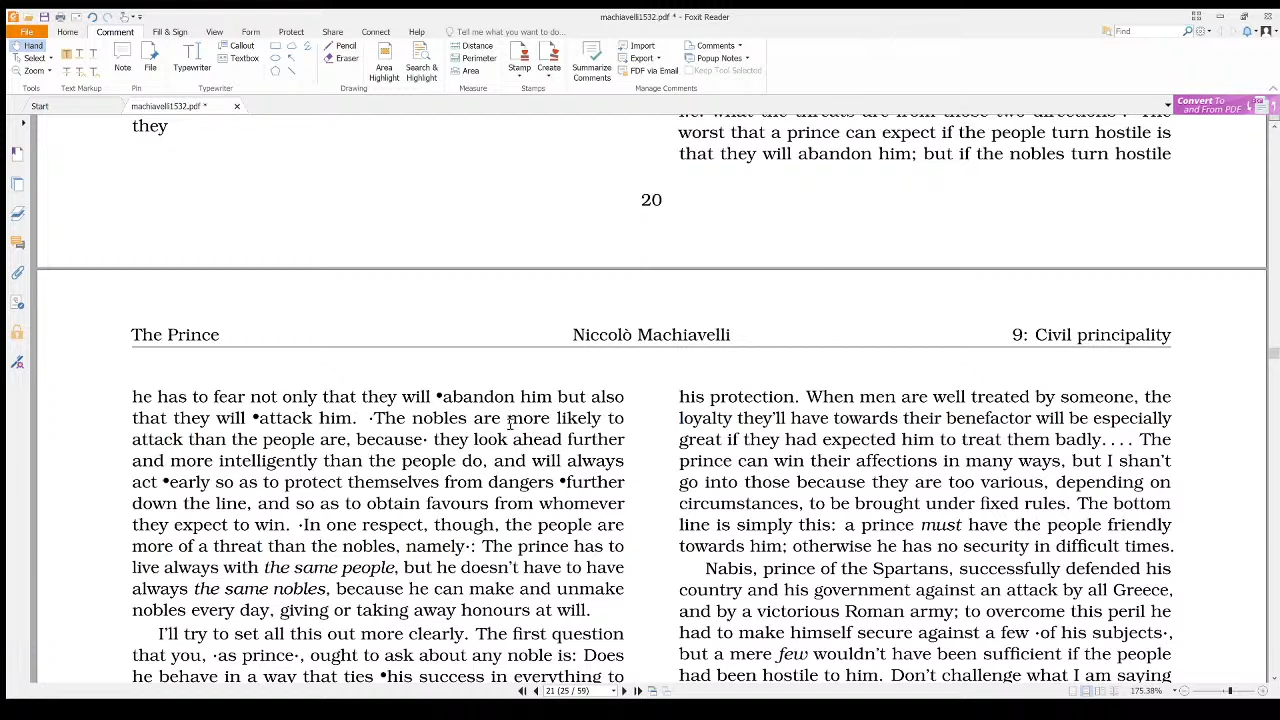 machiavelli1532.pdf * - Foxit Reader
File Home Comment Fill & Sign View Form Protect Share Connect Help Tell me what you want to do... Find
Hand
Select
Zoom
Tools
Text Markup
Note
File
Pin
Typewriter
Callout
Textbox
Typewriter
Pencil
Eraser
Drawing
Area Highlight
Search & Highlight
Distance
Perimeter
Area
Measure
Stamp
Create
Stamps
Summarize Comments
Import
Export
FDF via Email
Comments
Popup Notes
Keep Tool Selected
Manage Comments
Start
machiavelli1532.pdf *
Convert To
and From PDF
they
i.e. what the threats are from those two directions·. The
worst that a prince can expect if the people turn hostile is
that they will abandon him; but if the nobles turn hostile
20
The Prince Niccolò Machiavelli 9: Civil principality
he has to fear not only that they will •abandon him but also
that they will •attack him. ·The nobles are more likely to
attack than the people are, because· they look ahead further
and more intelligently than the people do, and will always
act •early so as to protect themselves from dangers •further
down the line, and so as to obtain favours from whomever
they expect to win. ·In one respect, though, the people are
more of a threat than the nobles, namely·: The prince has to
live always with the same people, but he doesn't have to have
always the same nobles, because he can make and unmake
nobles every day, giving or taking away honours at will.
I'll try to set all this out more clearly. The first question
that you, ·as prince·, ought to ask about any noble is: Does
he behave in a way that ties •his success in everything to
his protection. When men are well treated by someone, the
loyalty they'll have towards their benefactor will be especially
great if they had expected him to treat them badly. . . . The
prince can win their affections in many ways, but I shan't
go into those because they are too various, depending on
circumstances, to be brought under fixed rules. The bottom
line is simply this: a prince must have the people friendly
towards him; otherwise he has no security in difficult times.
Nabis, prince of the Spartans, successfully defended his
country and his government against an attack by all Greece,
and by a victorious Roman army; to overcome this peril he
had to make himself secure against a few ·of his subjects·,
but a mere few wouldn't have been sufficient if the people
had been hostile to him. Don't challenge what I am saying
21 (25 / 59)
175.38%